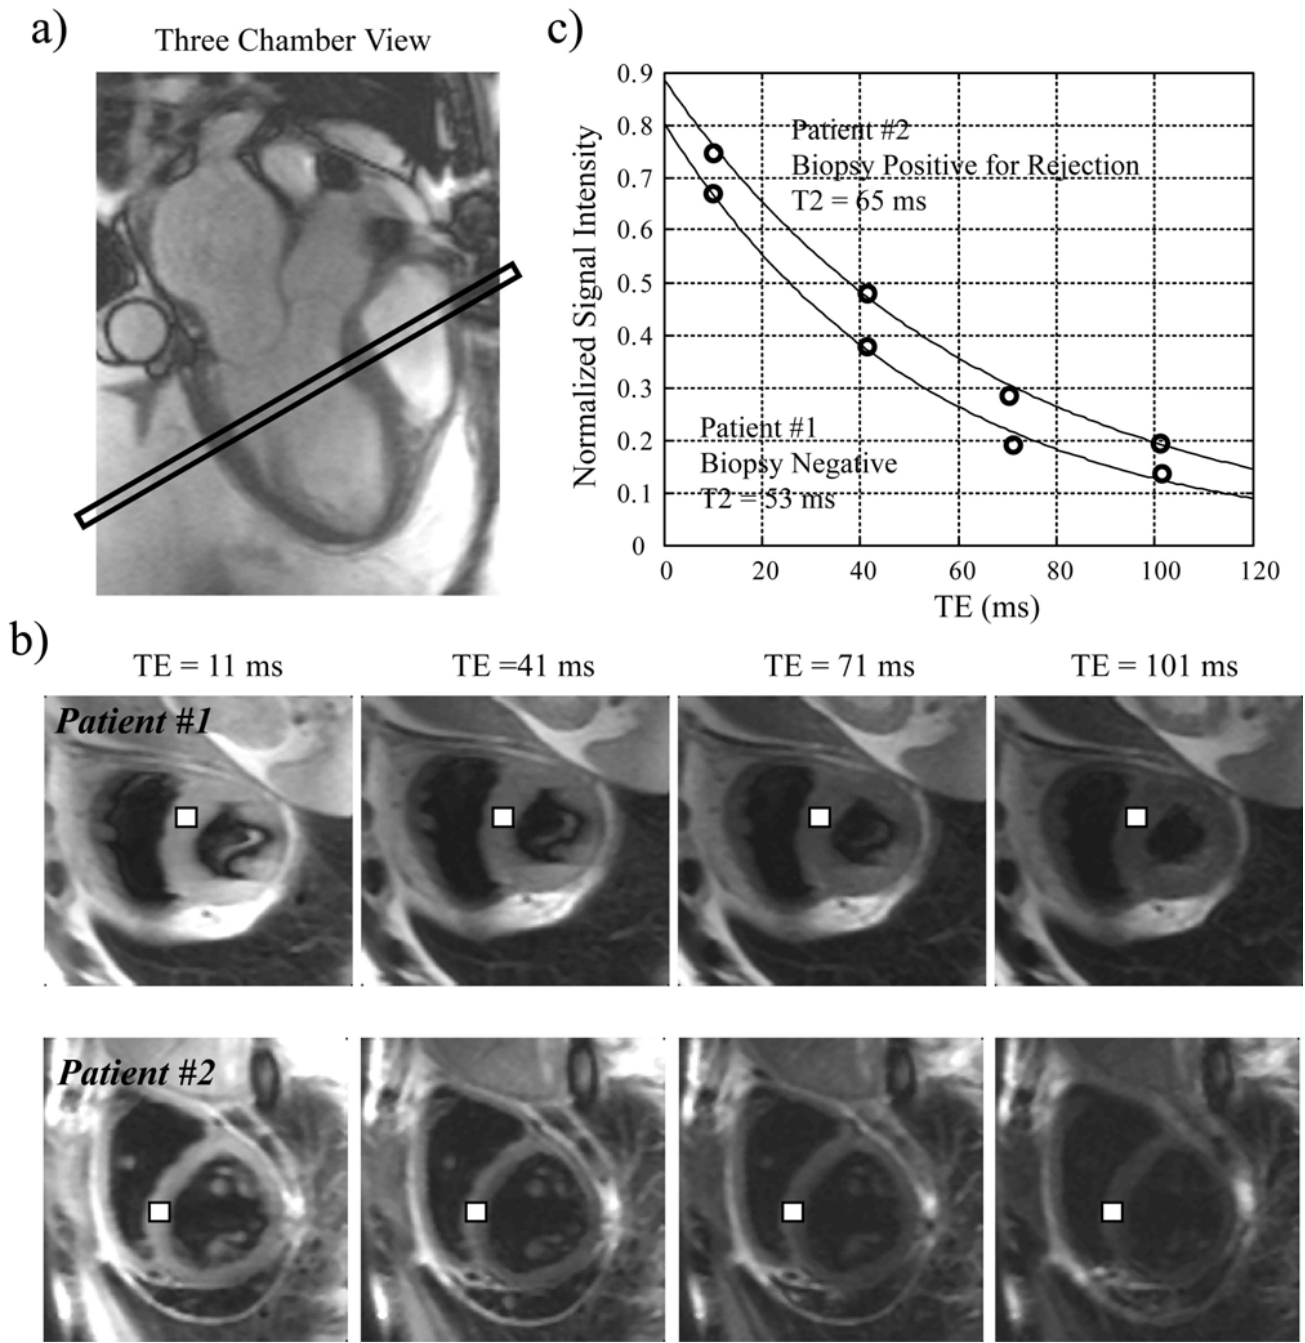 a)
Three Chamber View
c)
Normalized Signal Intensity
0.9
0.8
0.7
0.6
0.5
0.4
0.3
0.2
0.1
0
Patient #2
Biopsy Positive for Rejection
T2 = 65 ms
Patient #1
Biopsy Negative
T2 = 53 ms
0 20 40 60 80 100 120
TE (ms)
b)
TE = 11 ms TE =41 ms TE = 71 ms TE = 101 ms
Patient #1
Patient #2